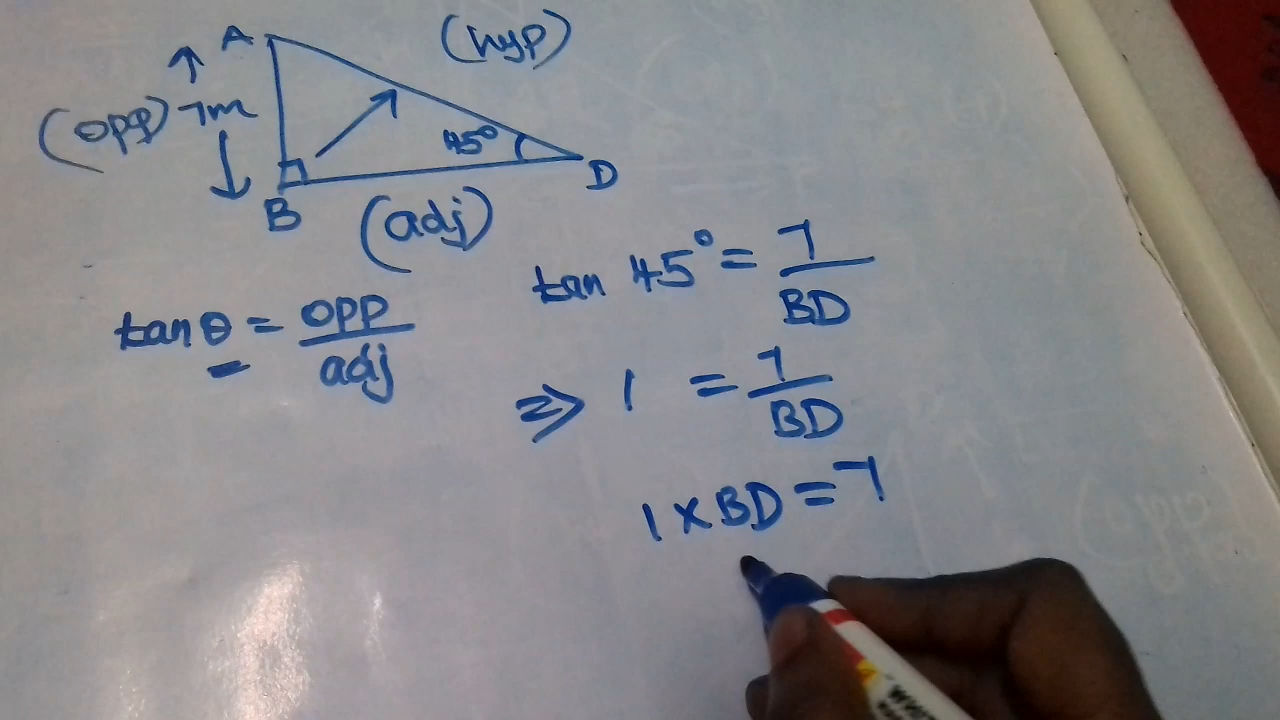 A
(hyp)
(opp) 7m
45°
B
D
(adj)
tan 45° = 7/BD
tan θ = opp/adj
⇒ 1 = 7/BD
1 × BD = 7